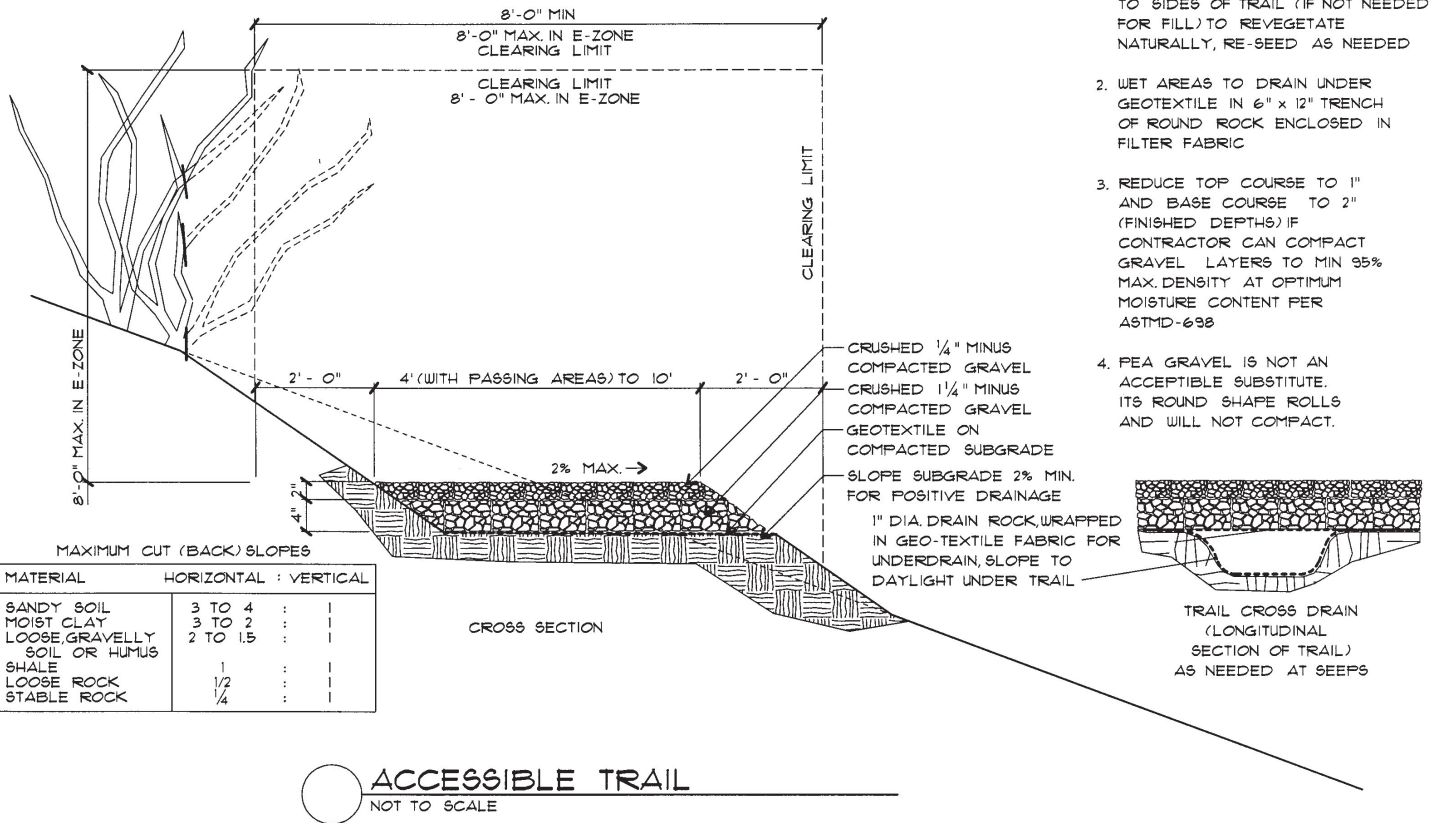 8'-0" MIN
8'-0" MAX. IN E-ZONE
CLEARING LIMIT
CLEARING LIMIT
8' - 0" MAX. IN E-ZONE
CLEARING LIMIT
8'-0" MAX. IN E-ZONE
2' - 0"
4' (WITH PASSING AREAS) TO 10'
2' - 0"
2% MAX.
2"
4"
CRUSHED 1/4" MINUS
COMPACTED GRAVEL
CRUSHED 1 1/4" MINUS
COMPACTED GRAVEL
GEOTEXTILE ON
COMPACTED SUBGRADE
SLOPE SUBGRADE 2% MIN.
FOR POSITIVE DRAINAGE
1" DIA. DRAIN ROCK, WRAPPED
IN GEO-TEXTILE FABRIC FOR
UNDERDRAIN, SLOPE TO
DAYLIGHT UNDER TRAIL
TO SIDES OF TRAIL (IF NOT NEEDED
FOR FILL) TO REVEGETATE
NATURALLY, RE-SEED AS NEEDED
2. WET AREAS TO DRAIN UNDER
GEOTEXTILE IN 6" x 12" TRENCH
OF ROUND ROCK ENCLOSED IN
FILTER FABRIC
3. REDUCE TOP COURSE TO 1"
AND BASE COURSE TO 2"
(FINISHED DEPTHS) IF
CONTRACTOR CAN COMPACT
GRAVEL LAYERS TO MIN 95%
MAX. DENSITY AT OPTIMUM
MOISTURE CONTENT PER
ASTMD-698
4. PEA GRAVEL IS NOT AN
ACCEPTIBLE SUBSTITUTE.
ITS ROUND SHAPE ROLLS
AND WILL NOT COMPACT.
TRAIL CROSS DRAIN
(LONGITUDINAL
SECTION OF TRAIL)
AS NEEDED AT SEEPS
MAXIMUM CUT (BACK) SLOPES
MATERIAL HORIZONTAL : VERTICAL
SANDY SOIL 3 TO 4 : 1
MOIST CLAY 3 TO 2 : 1
LOOSE, GRAVELLY 2 TO 1.5 : 1
SOIL OR HUMUS
SHALE 1 : 1
LOOSE ROCK 1/2 : 1
STABLE ROCK 1/4 : 1
CROSS SECTION
ACCESSIBLE TRAIL
NOT TO SCALE